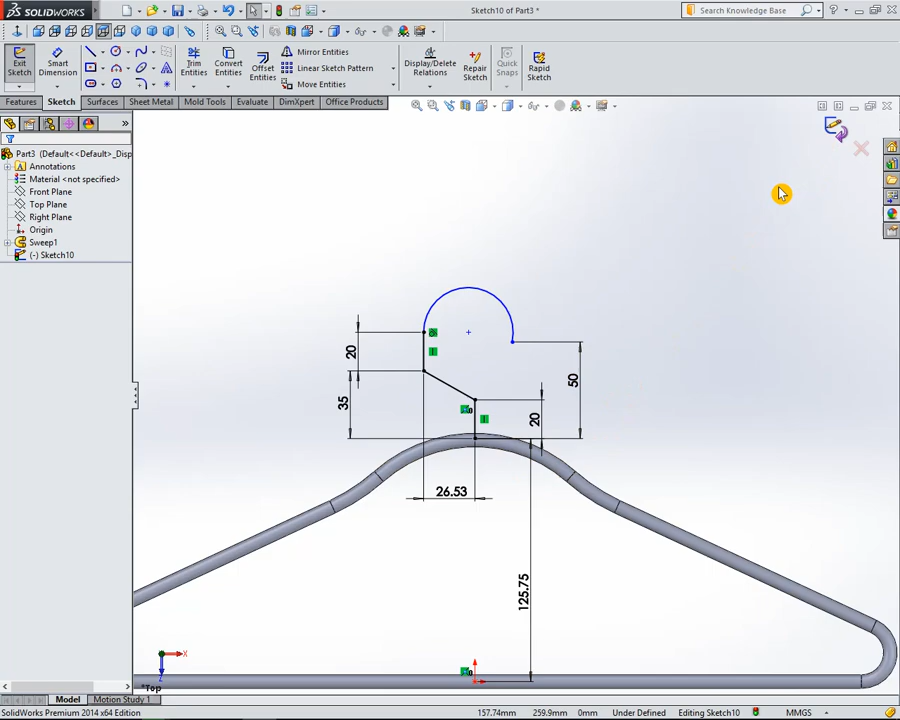 SOLIDWORKS
Sketch10 of Part3 *
Search Knowledge Base
Exit Sketch
Smart Dimension
Trim Entities
Convert Entities
Offset Entities
Mirror Entities
Linear Sketch Pattern
Move Entities
Display/Delete Relations
Repair Sketch
Quick Snaps
Rapid Sketch
Features
Sketch
Surfaces
Sheet Metal
Mold Tools
Evaluate
DimXpert
Office Products
Part3 (Default<<Default>_Disp
Annotations
Material <not specified>
Front Plane
Top Plane
Right Plane
Origin
Sweep1
(-) Sketch10
20
35
50
20
26.53
125.75
X
Z
*Top
Model
Motion Study 1
SolidWorks Premium 2014 x64 Edition
157.74mm
259.9mm
0mm
Under Defined
Editing Sketch10
MMGS